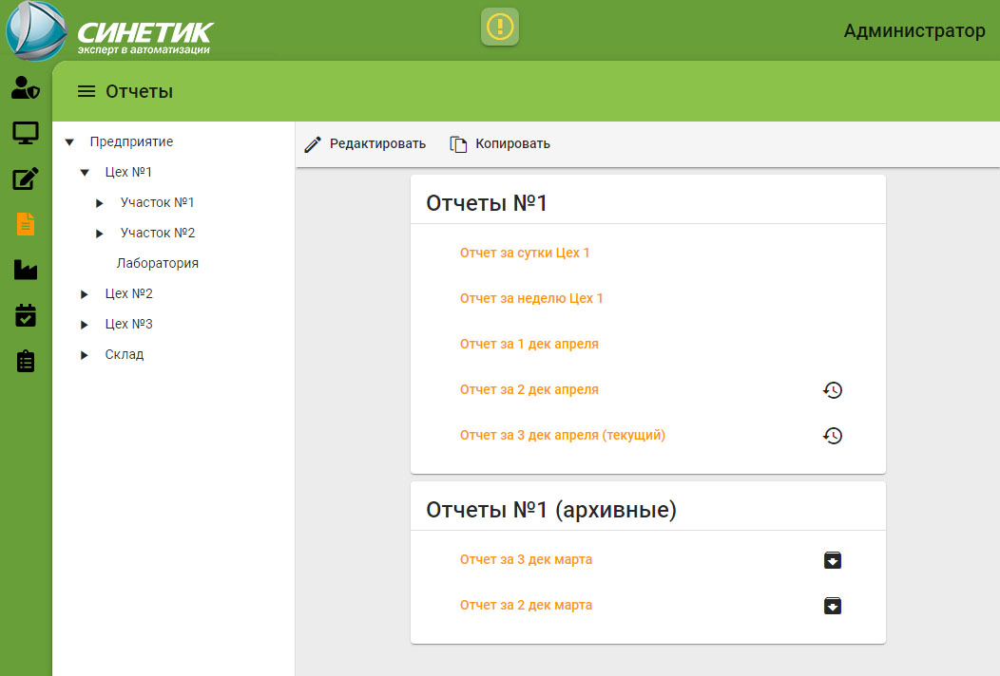 СИНЕТИК
эксперт в автоматизации
Администратор
Отчеты
Предприятие
Цех №1
Участок №1
Участок №2
Лаборатория
Цех №2
Цех №3
Склад
Редактировать
Копировать
Отчеты №1
Отчет за сутки Цех 1
Отчет за неделю Цех 1
Отчет за 1 дек апреля
Отчет за 2 дек апреля
Отчет за 3 дек апреля (текущий)
Отчеты №1 (архивные)
Отчет за 3 дек марта
Отчет за 2 дек марта